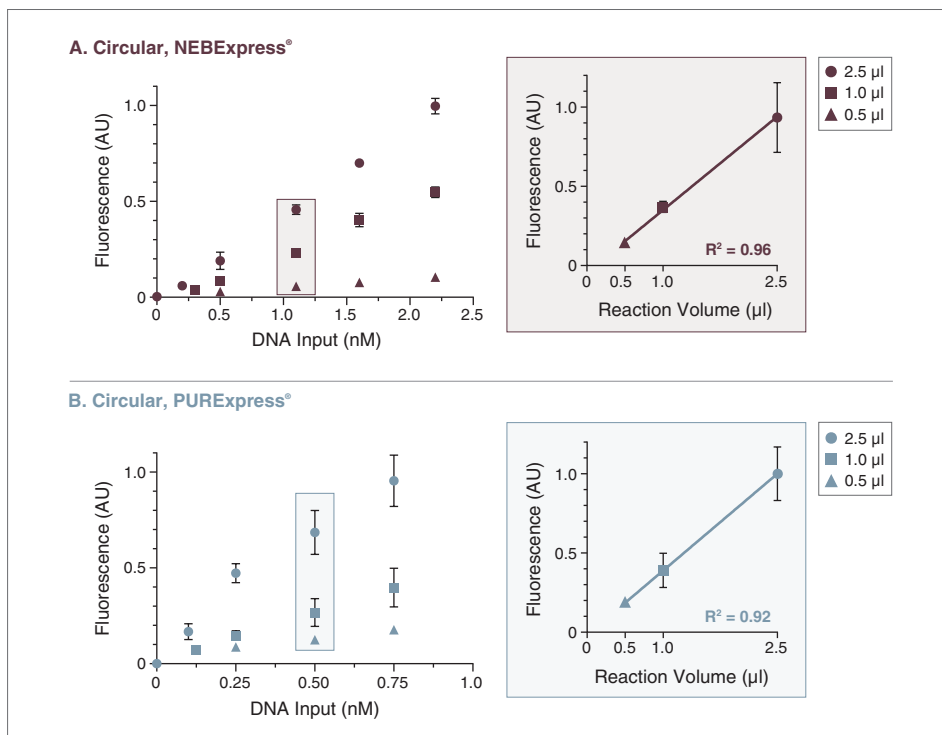 A. Circular, NEBExpress®
Fluorescence (AU)
1.0
0.5
0
0
0.5
1.0
1.5
2.0
2.5
DNA Input (nM)
Fluorescence (AU)
1.0
0.5
0
0
0.5
1.0
2.5
Reaction Volume (µl)
R² = 0.96
2.5 µl
1.0 µl
0.5 µl
B. Circular, PURExpress®
Fluorescence (AU)
1.0
0.5
0
0
0.25
0.50
0.75
1.0
DNA Input (nM)
Fluorescence (AU)
1.0
0.5
0
0
0.5
1.0
2.5
Reaction Volume (µl)
R² = 0.92
2.5 µl
1.0 µl
0.5 µl